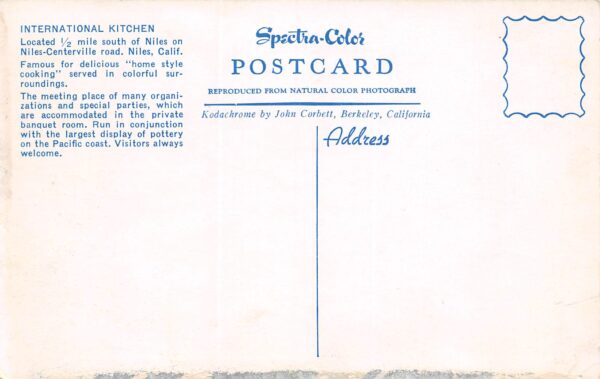 INTERNATIONAL KITCHEN
Located ½ mile south of Niles on
Niles-Centerville road. Niles, Calif.
Famous for delicious "home style
cooking" served in colorful sur-
roundings.
The meeting place of many organi-
zations and special parties, which
are accommodated in the private
banquet room. Run in conjunction
with the largest display of pottery
on the Pacific coast. Visitors always
welcome.
Spectra-Color
POSTCARD
REPRODUCED FROM NATURAL COLOR PHOTOGRAPH
Kodachrome by John Corbett, Berkeley, California
Address